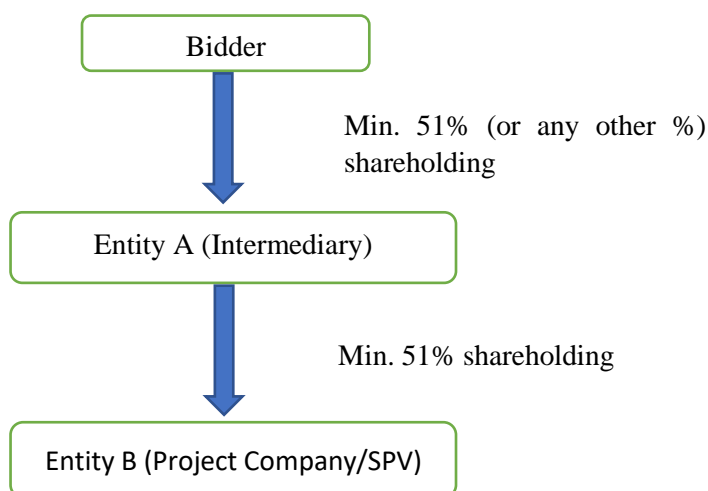 Bidder
Min. 51% (or any other %)
shareholding
Entity A (Intermediary)
Min. 51% shareholding
Entity B (Project Company/SPV)